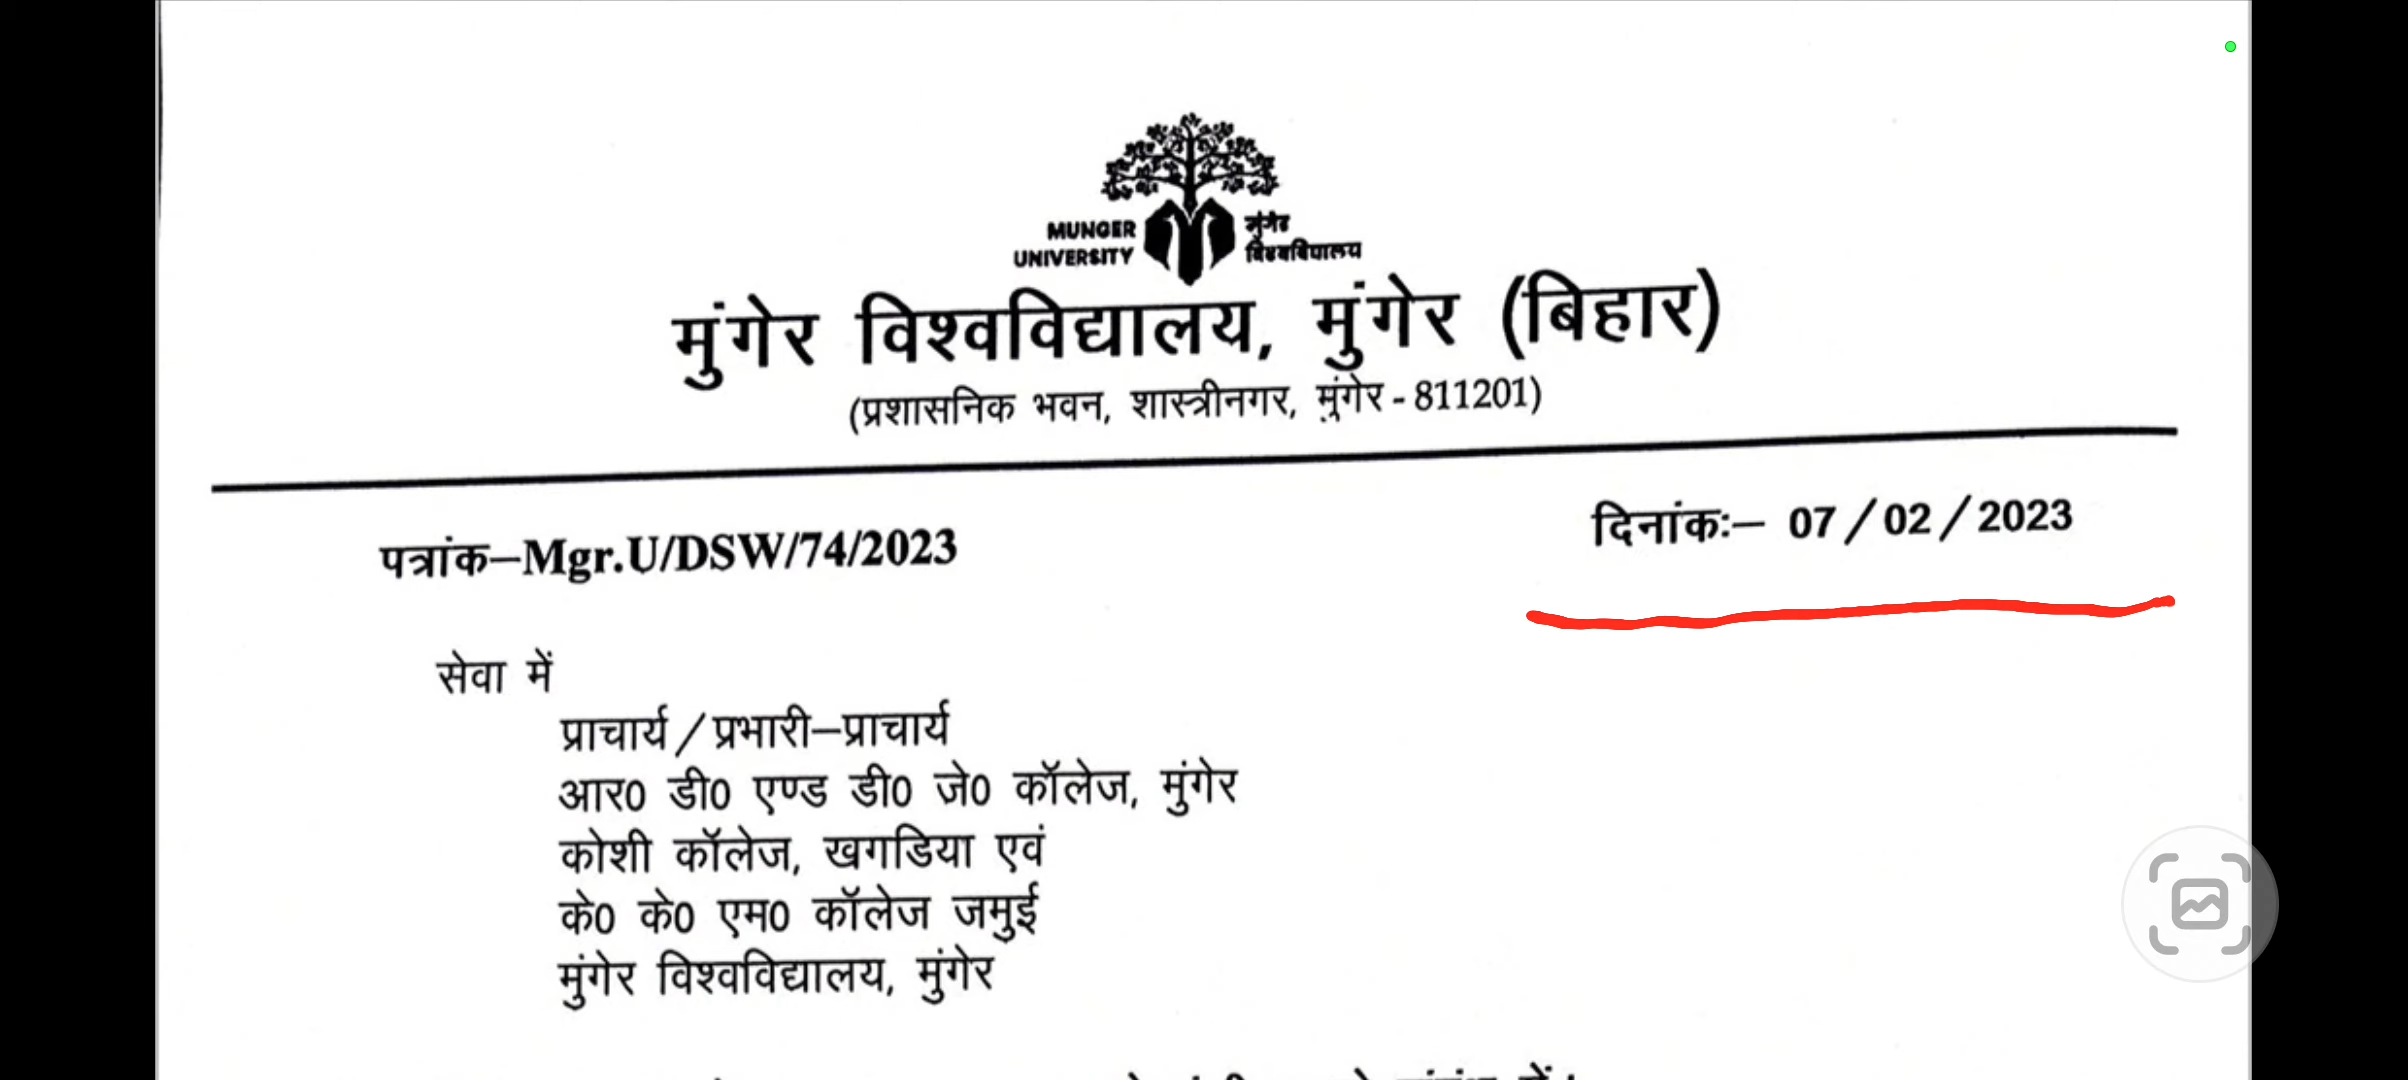 MUNGER मुंगेर
UNIVERSITY विश्वविद्यालय
मुंगेर विश्वविद्यालय, मुंगेर (बिहार)
(प्रशासनिक भवन, शास्त्रीनगर, मुंगेर - 811201)
पत्रांक–Mgr.U/DSW/74/2023 दिनांकः– 07/02/2023
सेवा में
प्राचार्य/प्रभारी–प्राचार्य
आर0 डी0 एण्ड डी0 जे0 कॉलेज, मुंगेर
कोशी कॉलेज, खगडिया एवं
के0 के0 एम0 कॉलेज जमुई
मुंगेर विश्वविद्यालय, मुंगेर